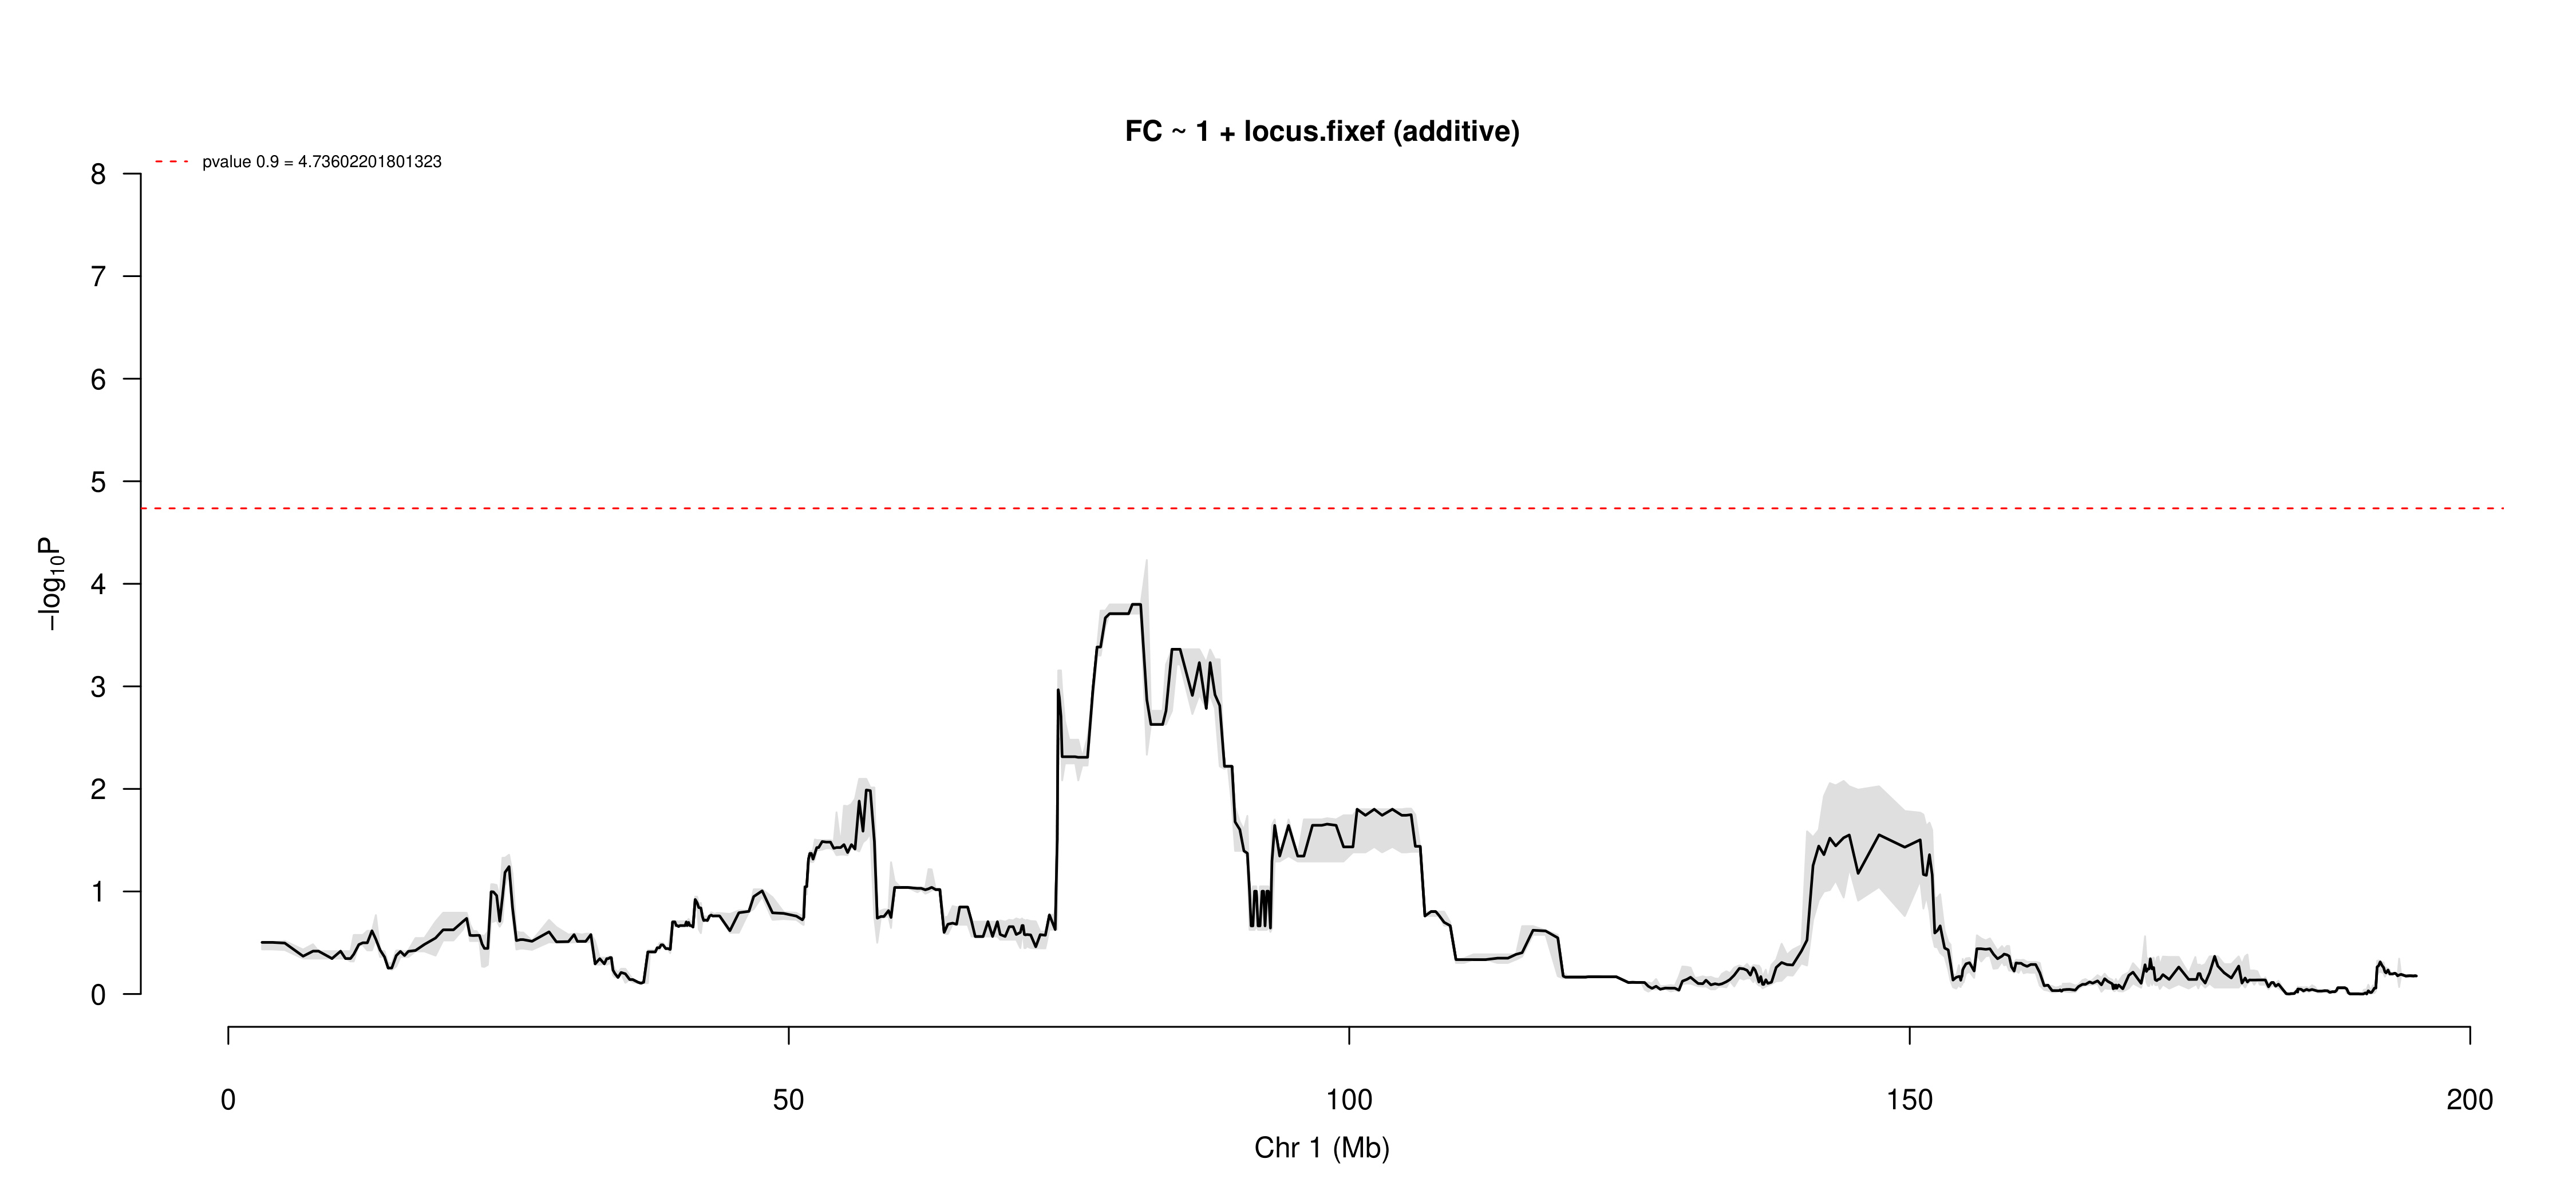 FC ~ 1 + locus.fixef (additive)
pvalue 0.9 = 4.73602201801323
8
7
6
5
4
3
2
1
0
−log10P
0 50 100 150 200
Chr 1 (Mb)